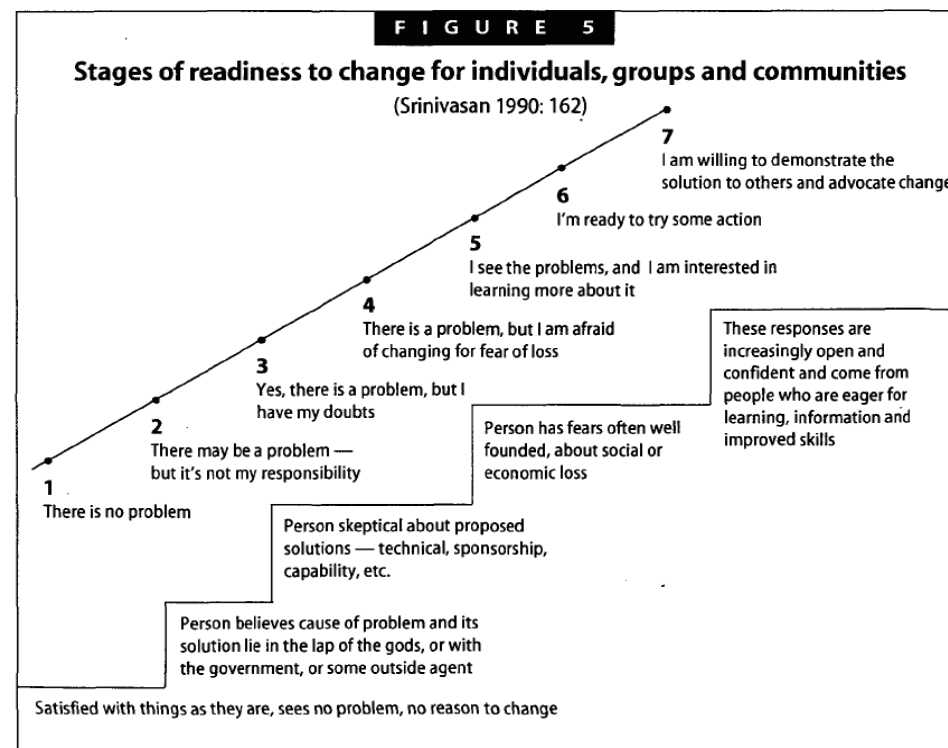 FIGURE 5
Stages of readiness to change for individuals, groups and communities
(Srinivasan 1990: 162)
7
I am willing to demonstrate the
solution to others and advocate change
6
I'm ready to try some action
5
I see the problems, and I am interested in
learning more about it
4
There is a problem, but I am afraid
of changing for fear of loss
3
Yes, there is a problem, but I
have my doubts
2
There may be a problem —
but it's not my responsibility
1
There is no problem
These responses are
increasingly open and
confident and come from
people who are eager for
learning, information and
improved skills
Person has fears often well
founded, about social or
economic loss
Person skeptical about proposed
solutions — technical, sponsorship,
capability, etc.
Person believes cause of problem and its
solution lie in the lap of the gods, or with
the government, or some outside agent
Satisfied with things as they are, sees no problem, no reason to change